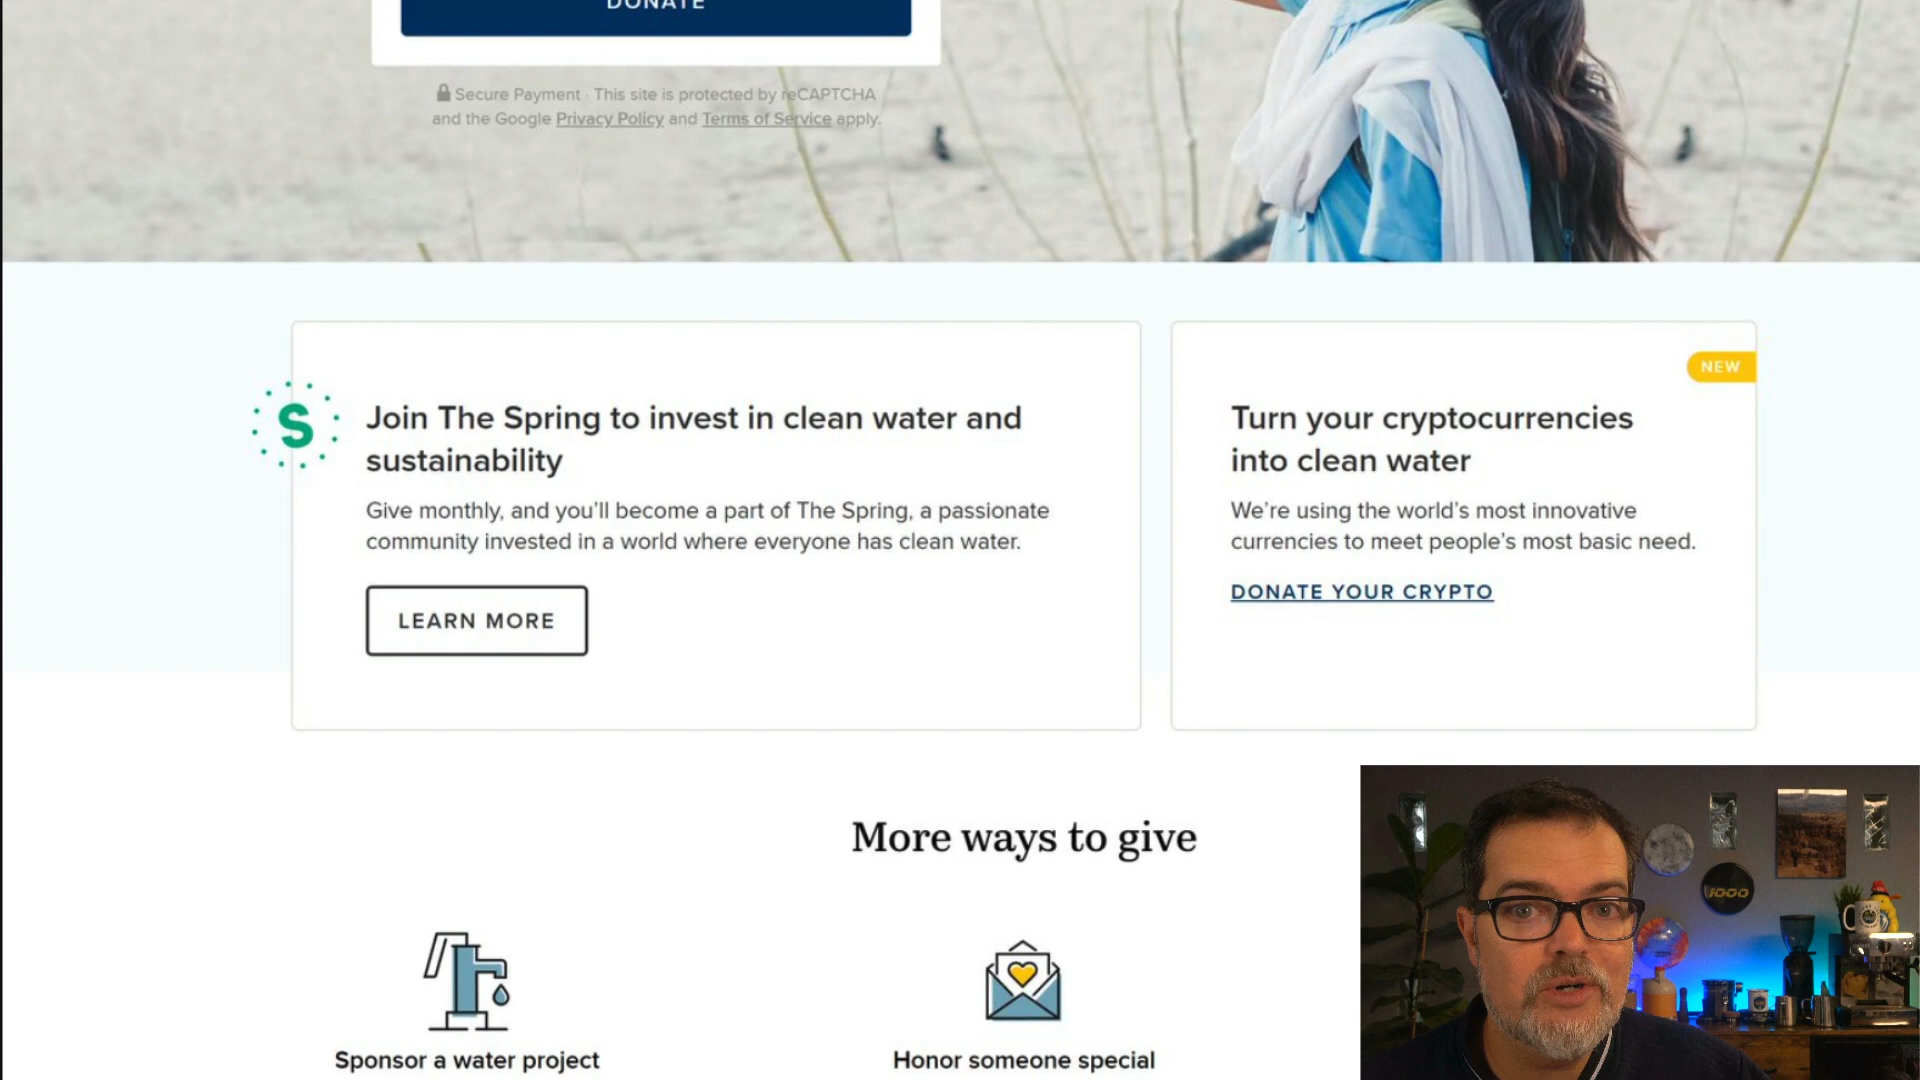 DONATE
Secure Payment · This site is protected by reCAPTCHA
and the Google Privacy Policy and Terms of Service apply.
NEW
S
Join The Spring to invest in clean water and
sustainability
Give monthly, and you’ll become a part of The Spring, a passionate
community invested in a world where everyone has clean water.
LEARN MORE
Turn your cryptocurrencies
into clean water
We’re using the world’s most innovative
currencies to meet people’s most basic need.
DONATE YOUR CRYPTO
More ways to give
Sponsor a water project
Honor someone special
1000